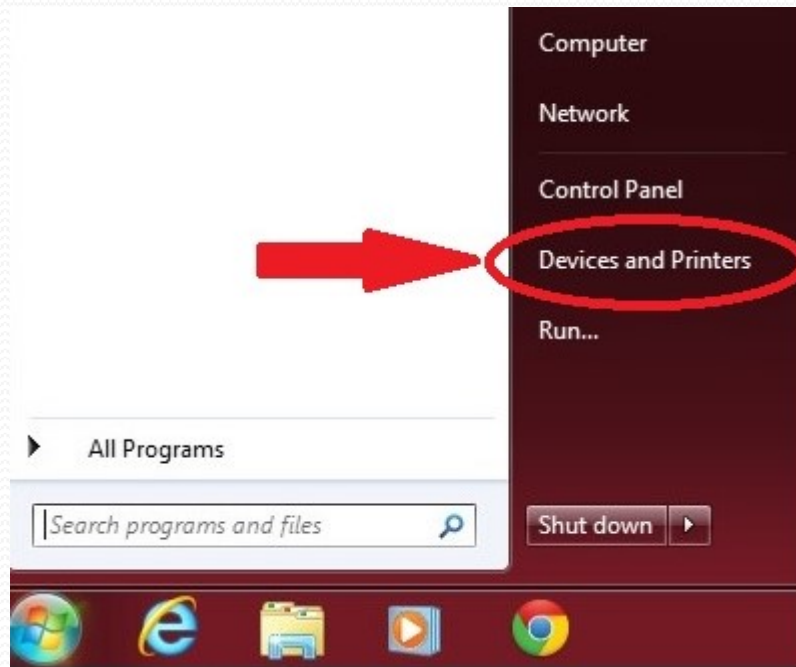 Computer
Network
Control Panel
Devices and Printers
Run...
All Programs
Search programs and files
Shut down